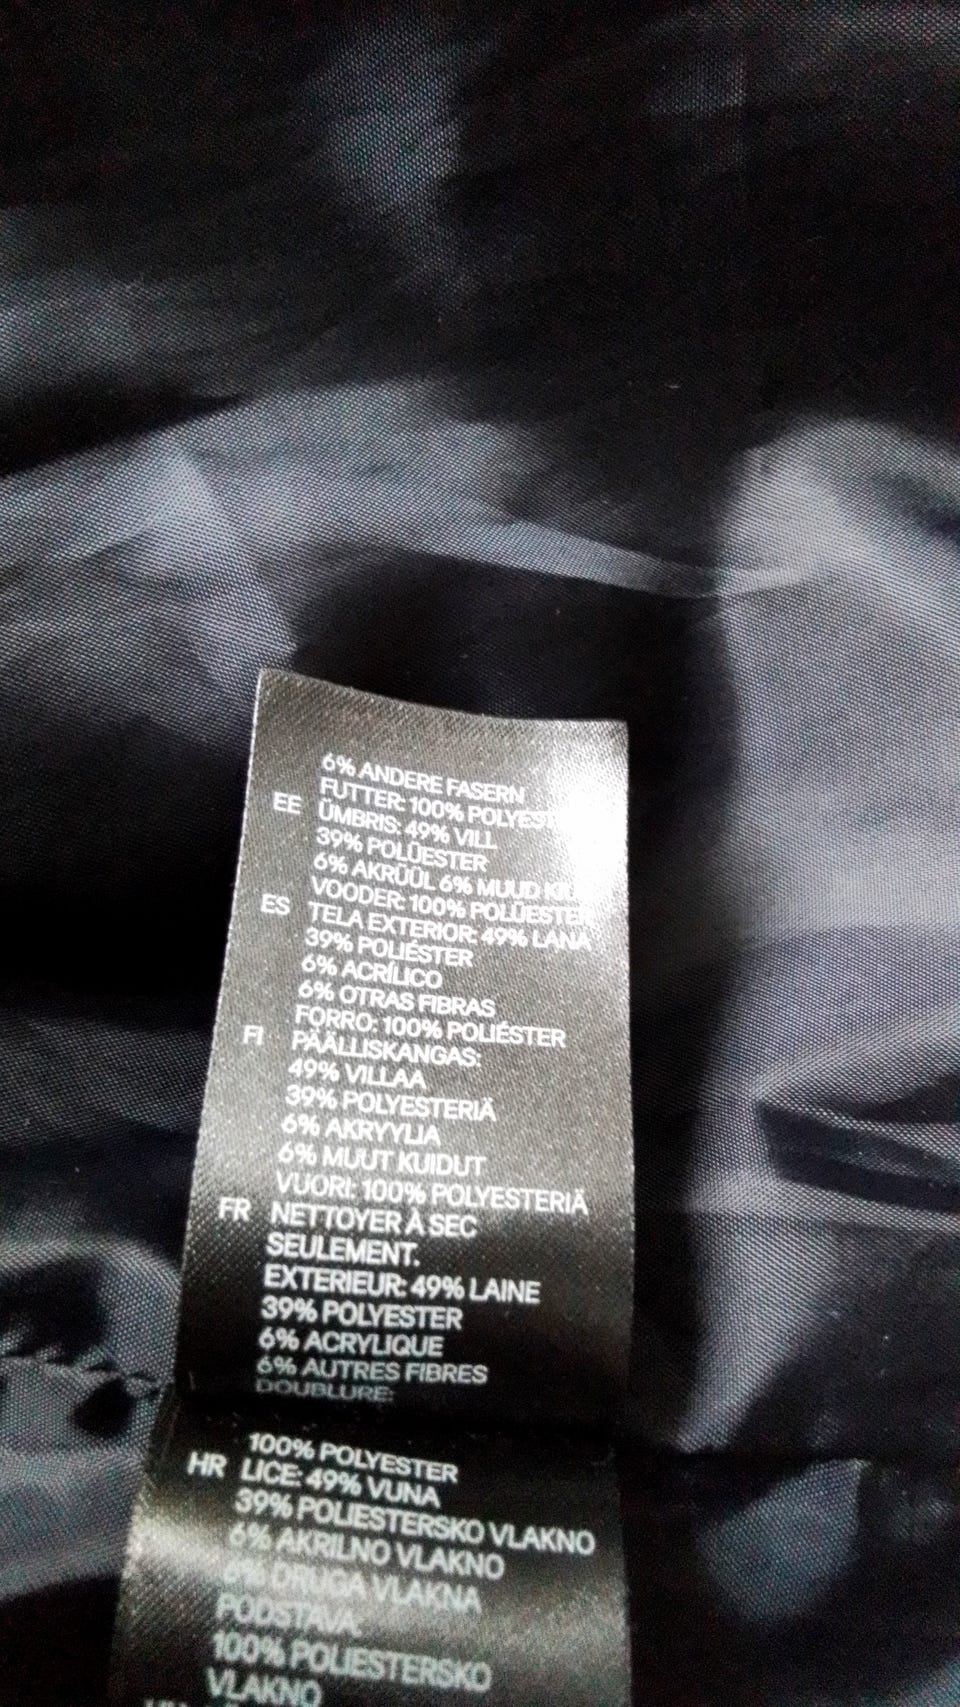 6% ANDERE FASERN
FUTTER: 100%
EE ÜMBRIS: 49% VILL
39% POLÜESTER
6% AKRÜÜL 6% MUUD
VOODER: 100% POLÜESTER
ES TELA EXTERIOR: 49% LANA
39% POLIÉSTER
6% ACRÍLICO
6% OTRAS FIBRAS
FORRO: 100% POLIÉSTER
FI PÄÄLLISKANGAS:
49% VILLAA
39% POLYESTERIÄ
6% AKRYYLIA
6% MUUT KUIDUT
VUORI: 100% POLYESTERIÄ
FR NETTOYER À SEC
SEULEMENT.
EXTERIEUR: 49% LAINE
39% POLYESTER
6% ACRYLIQUE
6% AUTRES FIBRES
DOUBLURE:
100% POLYESTER
HR LICE: 49% VUNA
39% POLIESTERSKO VLAKNO
6% AKRILNO VLAKNO
6% DRUGA VLAKNA
PODSTAVA:
100% POLIESTERSKO
VLAKNO